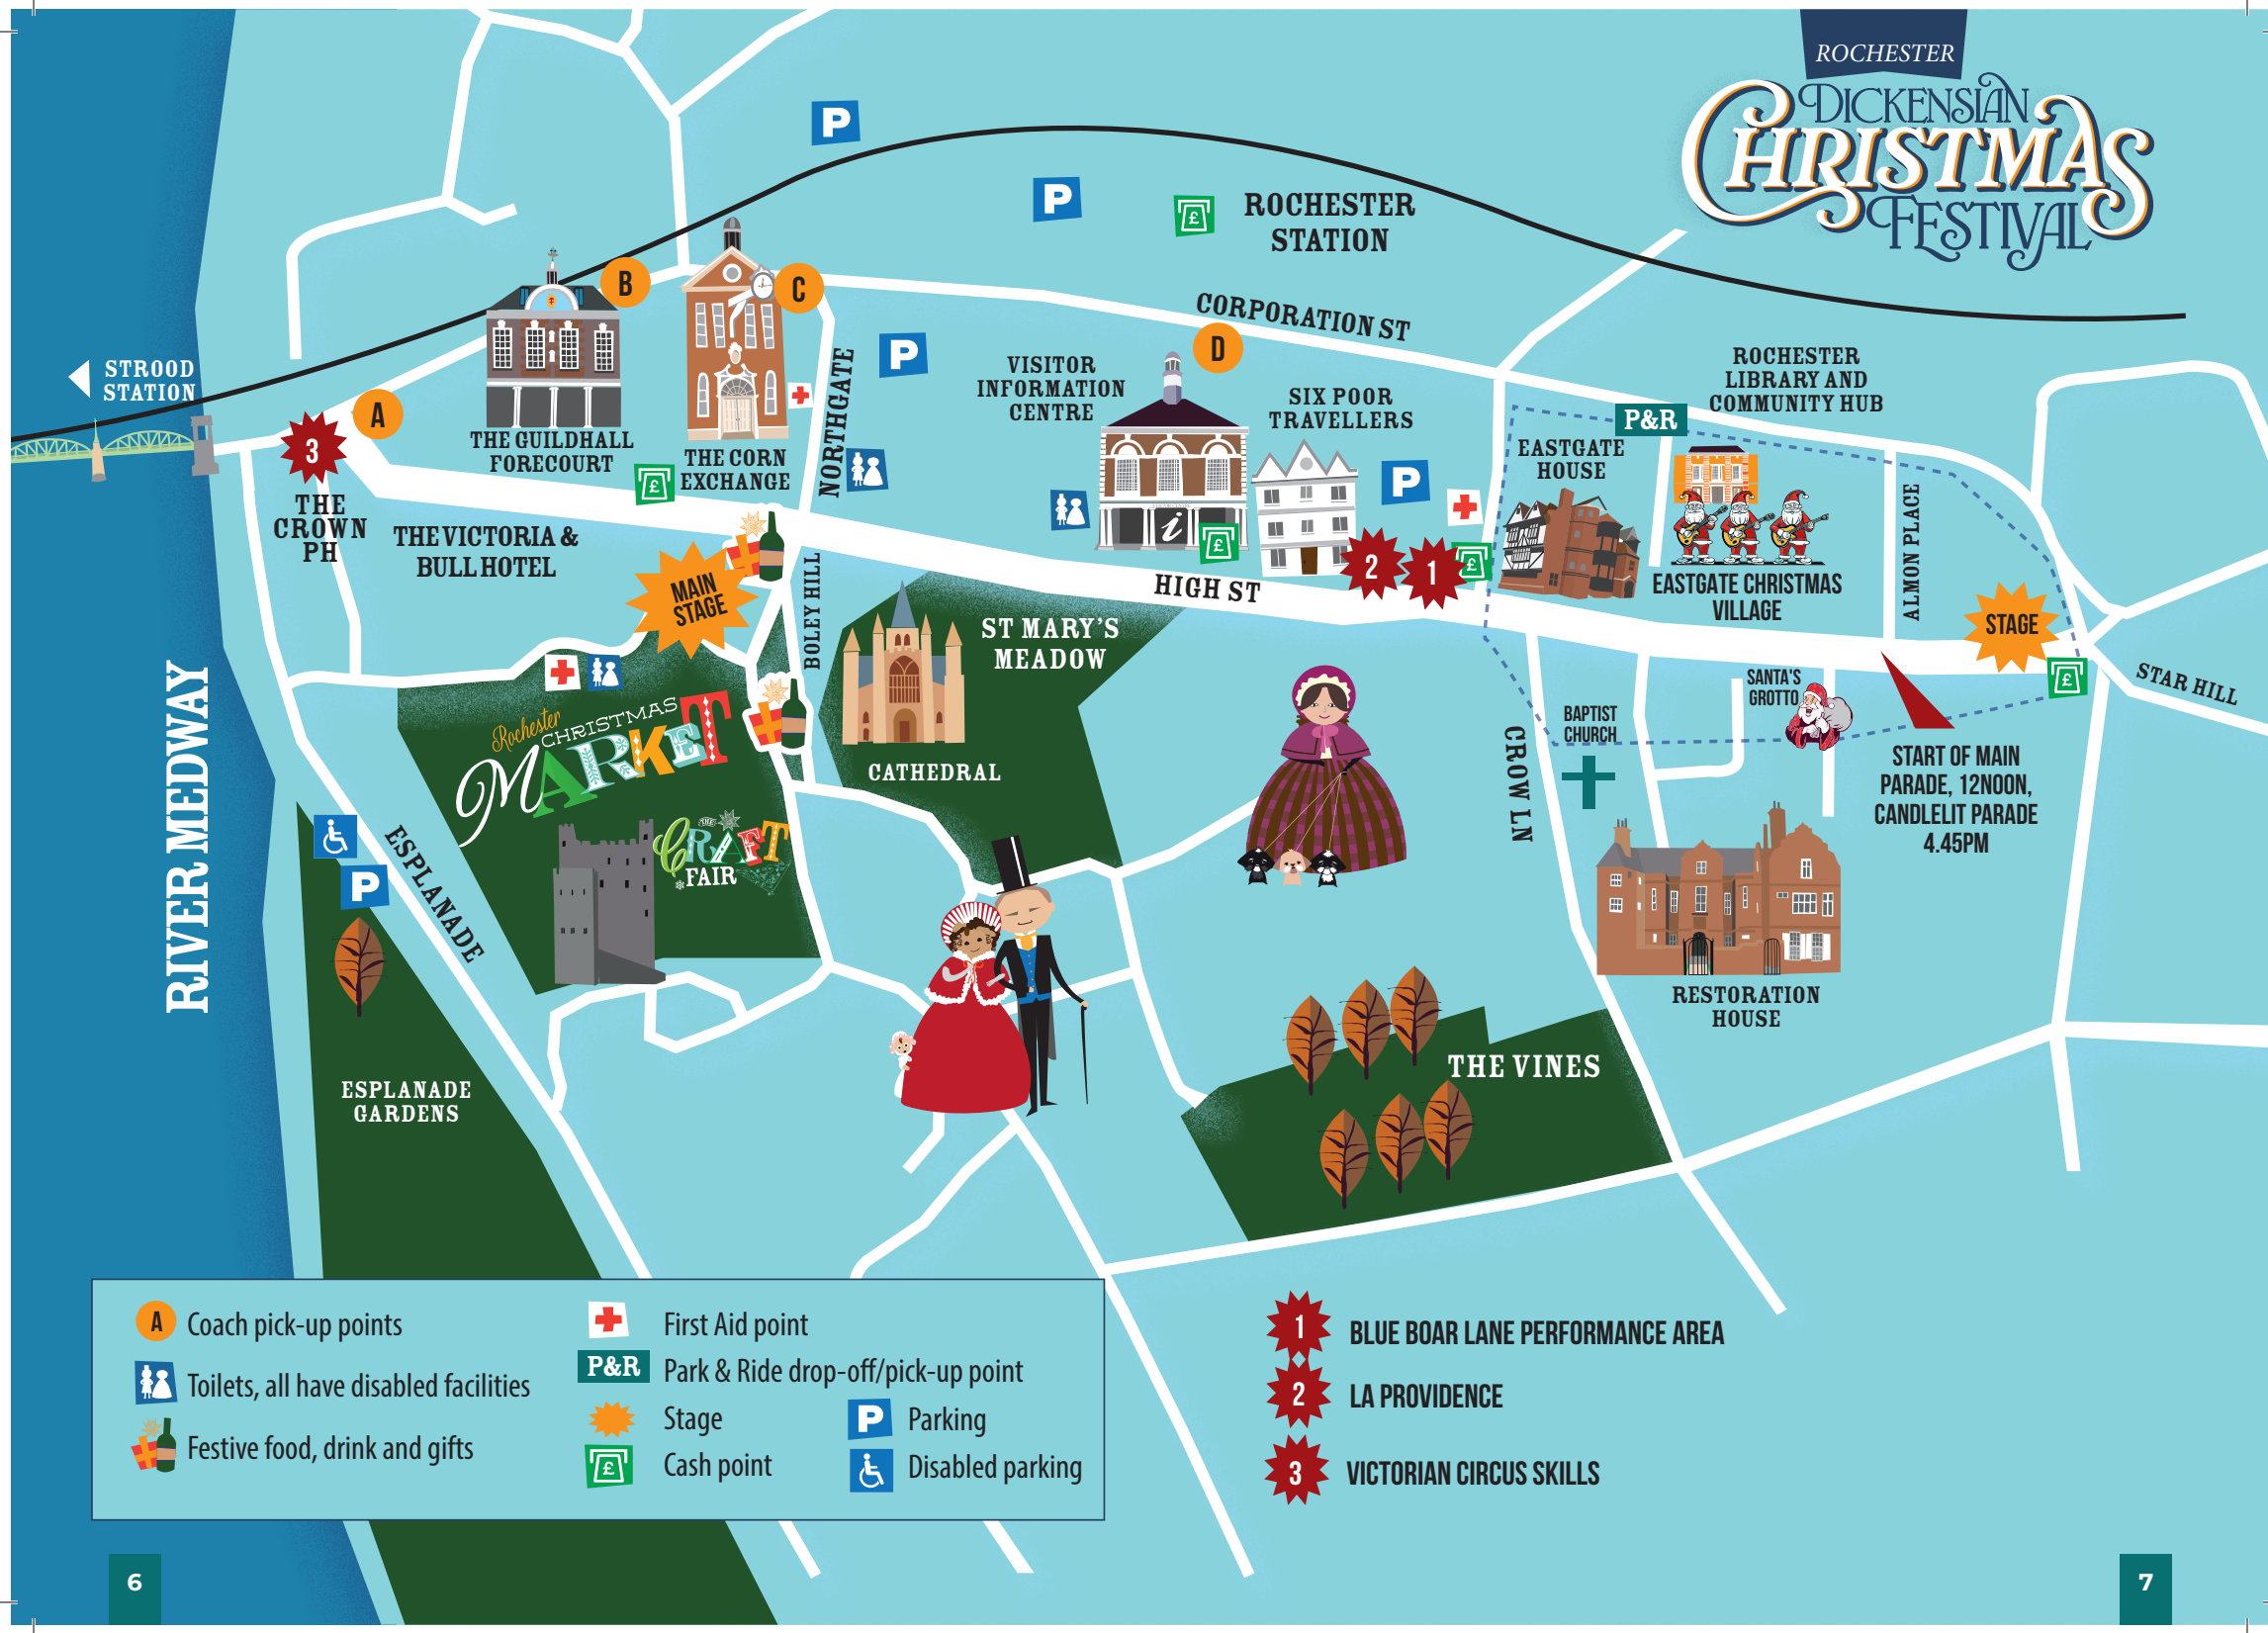 ROCHESTER
DICKENSIAN
CHRISTMAS
FESTIVAL
P
P
£
ROCHESTER
STATION
B
C
CORPORATION ST
D
P
NORTHGATE
STROOD
STATION
A
3
THE
CROWN
PH
THE GUILDHALL
FORECOURT
£
THE CORN
EXCHANGE
VISITOR
INFORMATION
CENTRE
i
£
SIX POOR
TRAVELLERS
P
2
1
£
EASTGATE
HOUSE
P&R
ROCHESTER
LIBRARY AND
COMMUNITY HUB
EASTGATE CHRISTMAS
VILLAGE
ALMON PLACE
STAGE
£
STAR HILL
THE VICTORIA &
BULL HOTEL
MAIN
STAGE
BOLEY HILL
HIGH ST
ST MARY'S
MEADOW
CATHEDRAL
Rochester
CHRISTMAS
MARKET
THE
CRAFT
FAIR
RIVER MEDWAY
P
ESPLANADE
ESPLANADE
GARDENS
CROW LN
BAPTIST
CHURCH
SANTA'S
GROTTO
START OF MAIN
PARADE, 12NOON,
CANDLELIT PARADE
4.45PM
RESTORATION
HOUSE
THE VINES
A Coach pick-up points
Toilets, all have disabled facilities
Festive food, drink and gifts
First Aid point
P&R Park & Ride drop-off/pick-up point
Stage
£ Cash point
P Parking
Disabled parking
1 BLUE BOAR LANE PERFORMANCE AREA
2 LA PROVIDENCE
3 VICTORIAN CIRCUS SKILLS
6
7